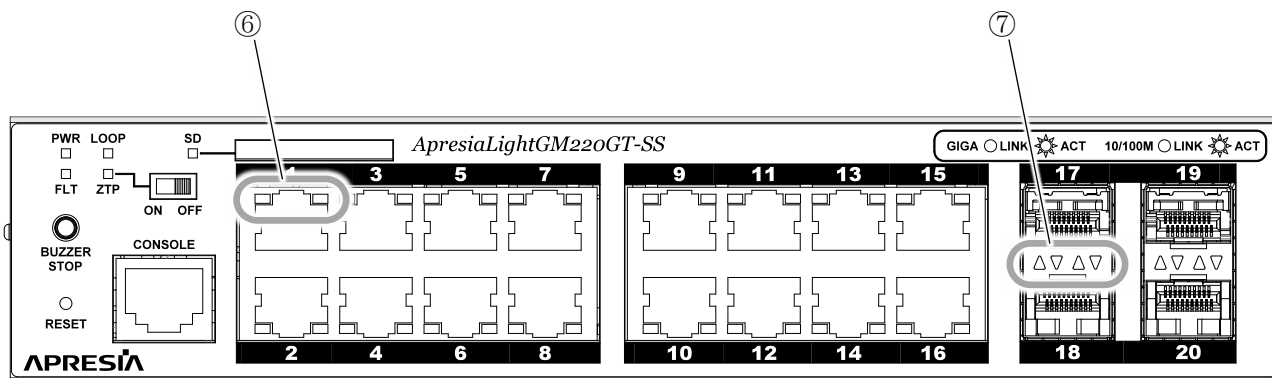 ⑥ ⑦
PWR LOOP SD
ApresiaLightGM220GT-SS
GIGA LINK ACT 10/100M LINK ACT
FLT ZTP
ON OFF
1 3 5 7 9 11 13 15 17 19
BUZZER
STOP
CONSOLE
RESET
APRESIA
2 4 6 8 10 12 14 16 18 20